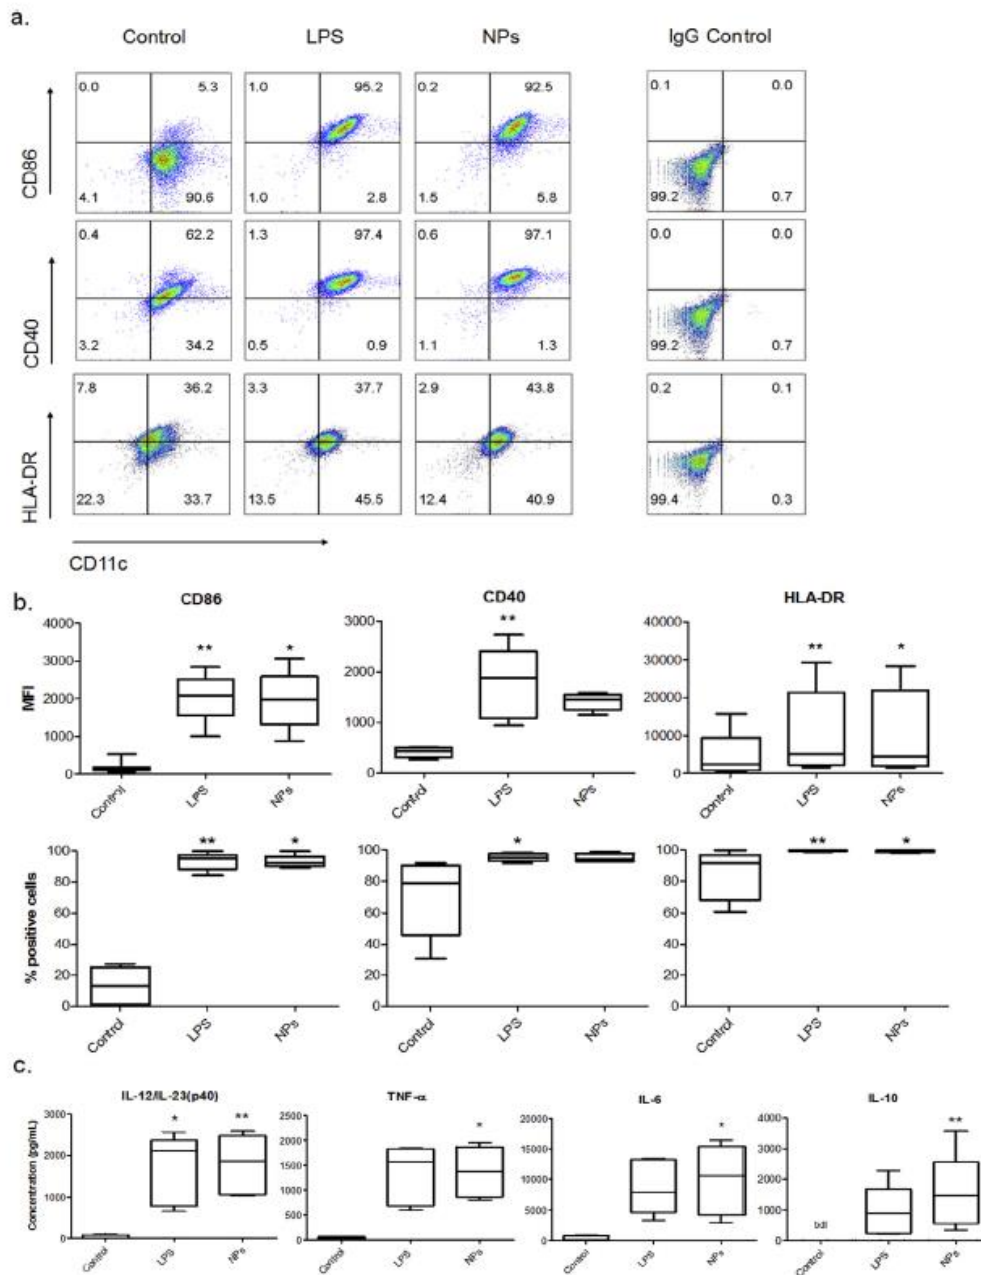 a.
Control LPS NPs IgG Control
CD86
0.0 5.3 1.0 95.2 0.2 92.5 0.1 0.0
4.1 90.6 1.0 2.8 1.5 5.8 99.2 0.7
CD40
0.4 62.2 1.3 97.4 0.6 97.1 0.0 0.0
3.2 34.2 0.5 0.9 1.1 1.3 99.2 0.7
HLA-DR
7.8 36.2 3.3 37.7 2.9 43.8 0.2 0.1
22.3 33.7 13.5 45.5 12.4 40.9 99.4 0.3
CD11c
b.
CD86 CD40 HLA-DR
MFI
4000 3000 2000 1000 0
** *
Control LPS NPs
3000 2000 1000 0
**
Control LPS NPs
40000 30000 20000 10000 0
** *
Control LPS NPs
% positive cells
100 80 60 40 20 0
** *
Control LPS NPs
100 80 60 40 20 0
*
Control LPS NPs
100 80 60 40 20 0
** *
Control LPS NPs
c.
IL-12/IL-23(p40) TNF-α IL-6 IL-10
Concentration (pg/mL)
3000 2000 1000 0
* **
Control LPS NPs
2500 2000 1500 1000 500 0
*
Control LPS NPs
20000 15000 10000 5000 0
*
Control LPS NPs
4000 3000 2000 1000 0
bdl **
Control LPS NPs